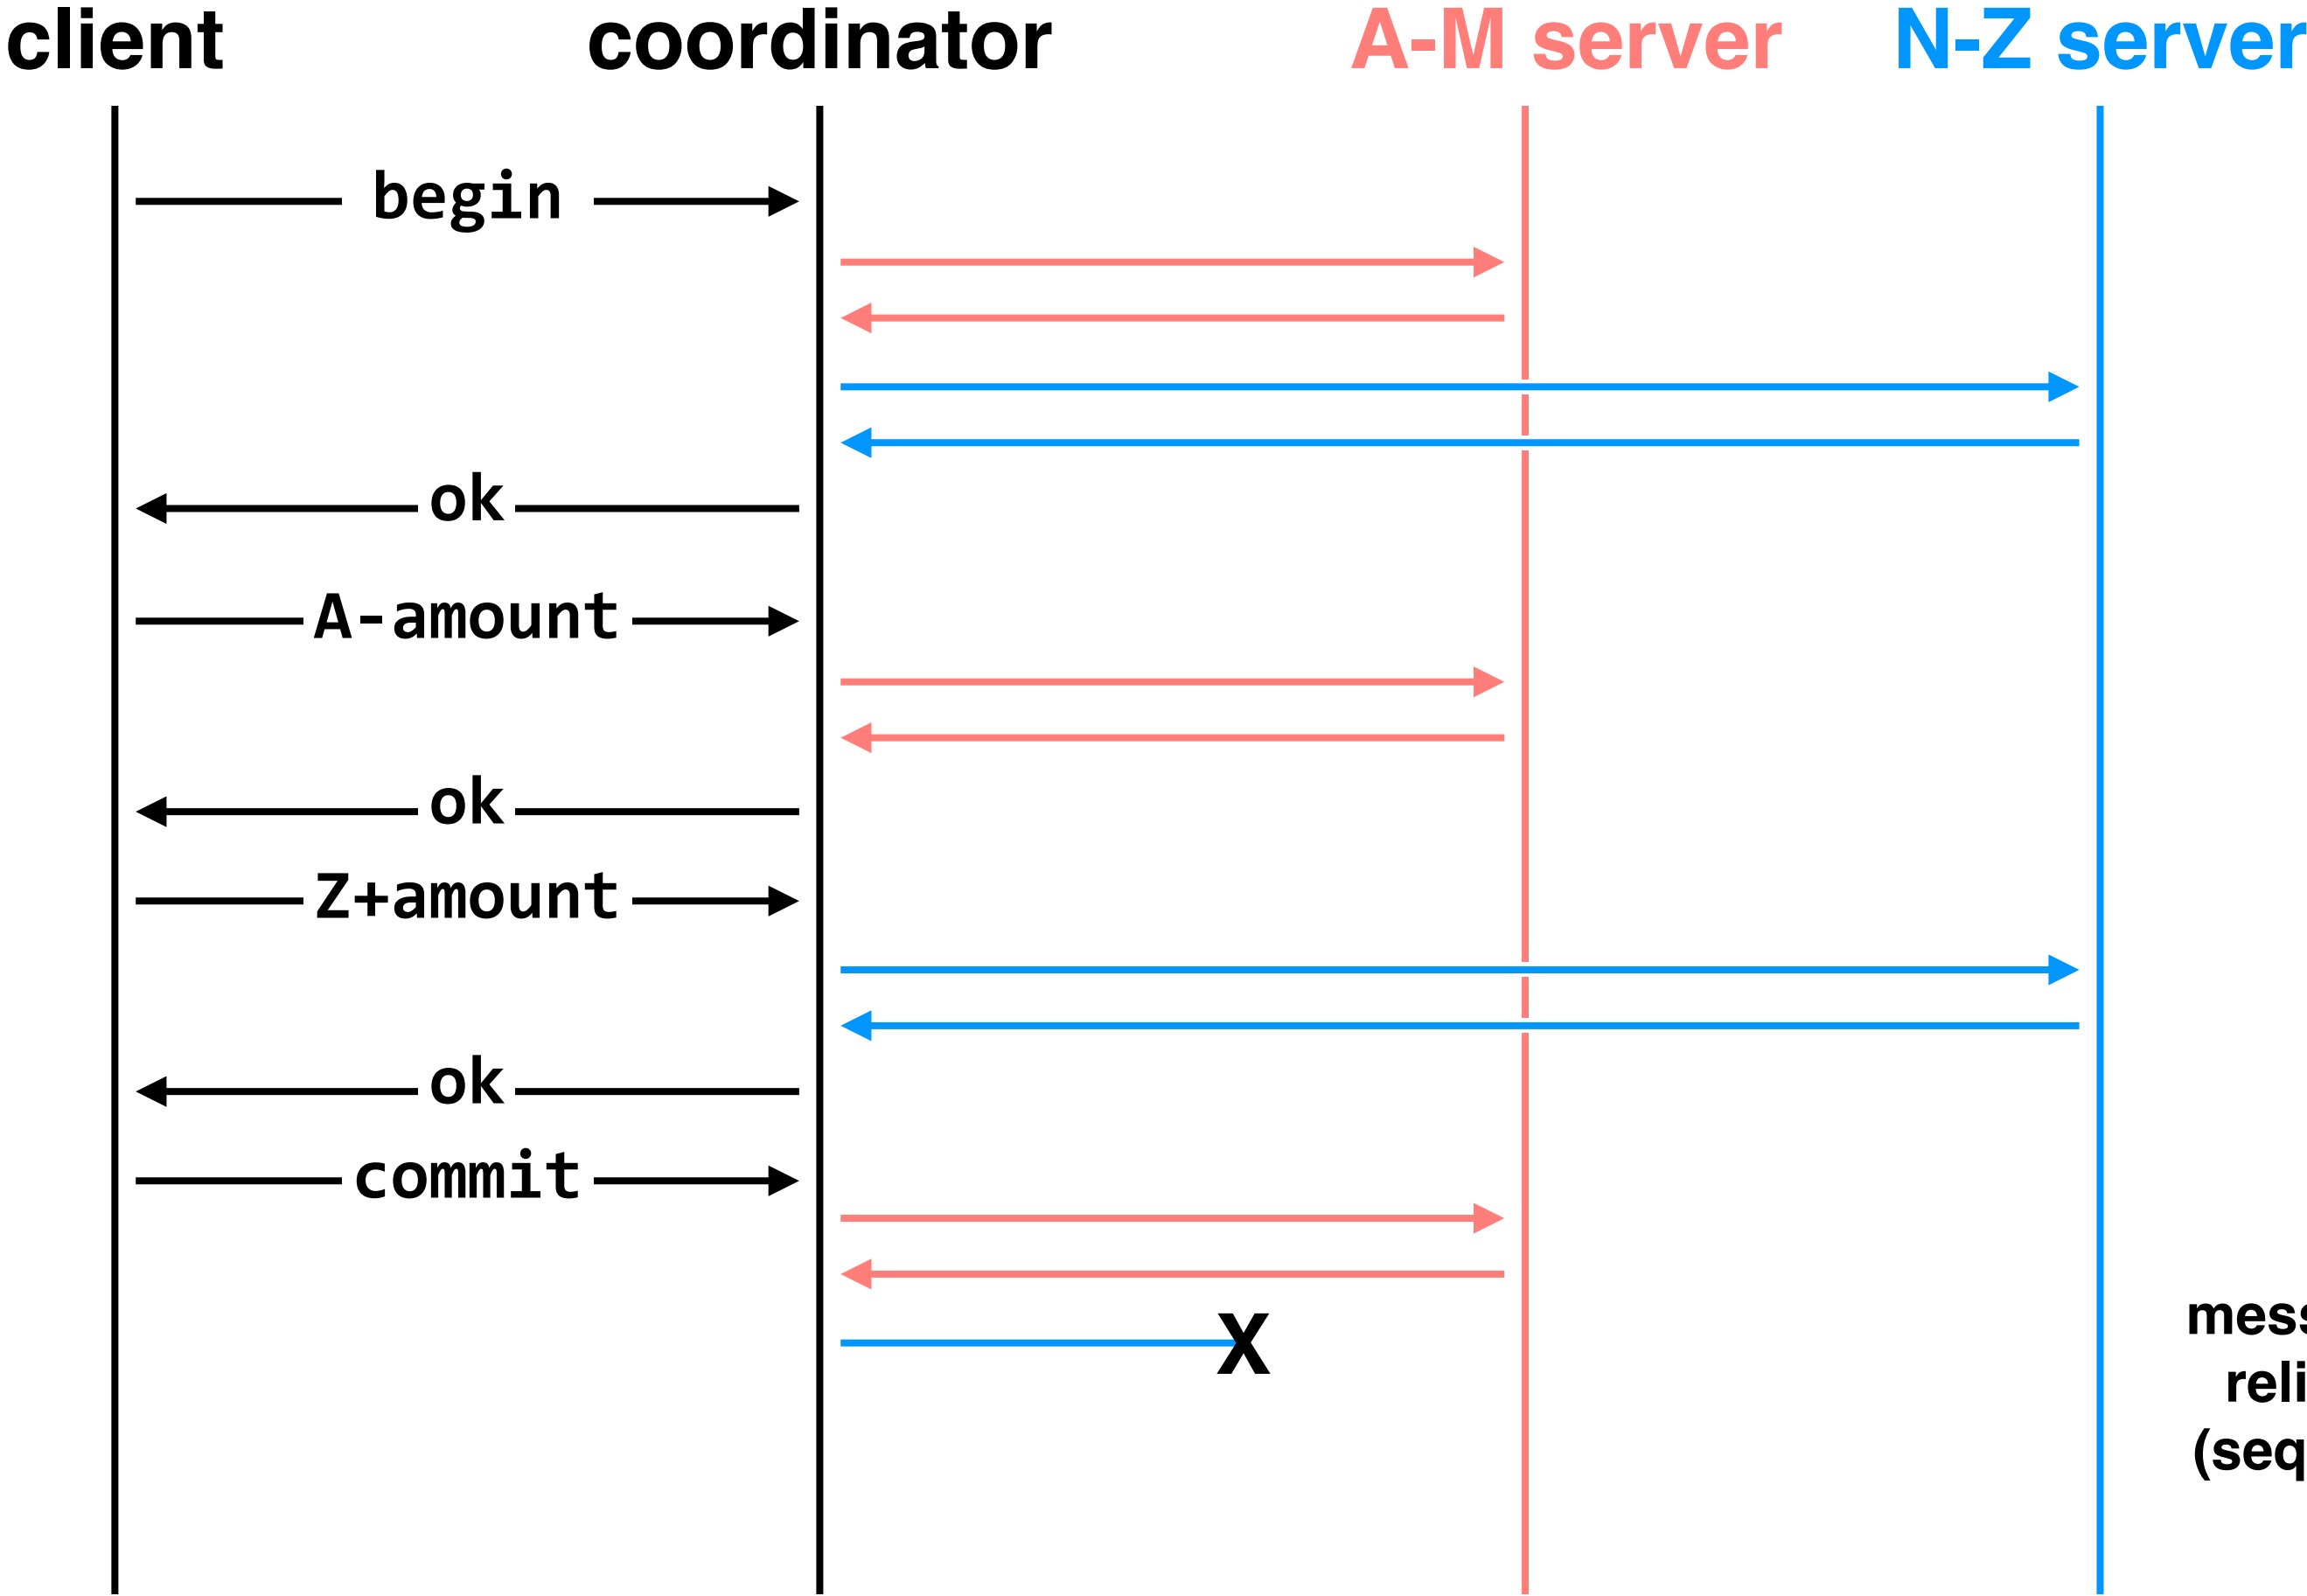 client coordinator A-M server N-Z server
begin
ok
A-amount
ok
Z+amount
ok
commit
X